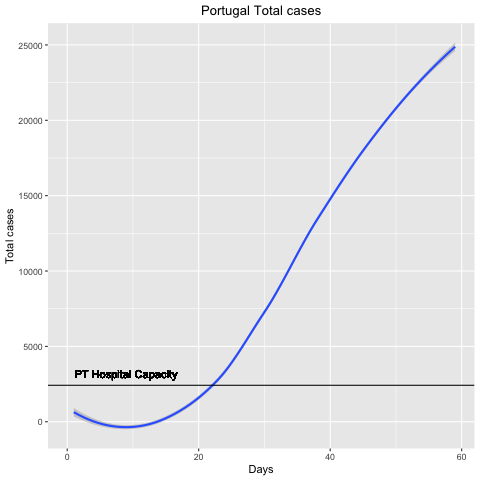 Portugal Total cases
Total cases
25000
20000
15000
10000
5000
0
PT Hospital Capacity
0 20 40 60
Days